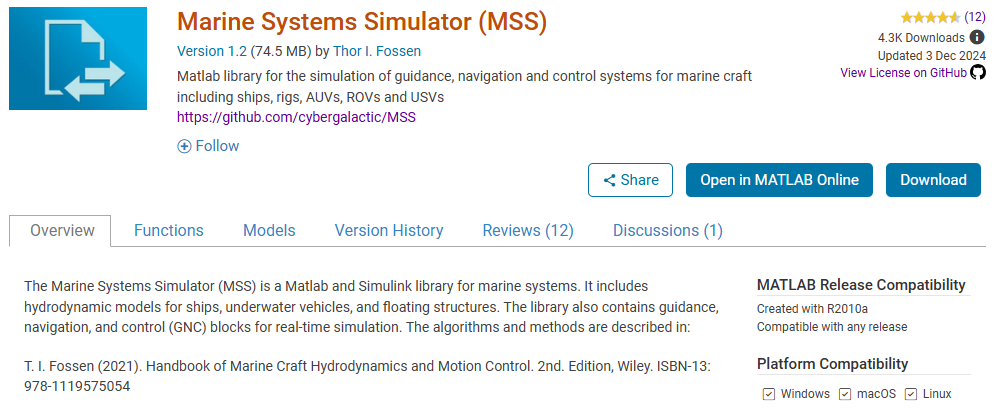 Marine Systems Simulator (MSS)
Version 1.2 (74.5 MB) by Thor I. Fossen
Matlab library for the simulation of guidance, navigation and control systems for marine craft
including ships, rigs, AUVs, ROVs and USVs
https://github.com/cybergalactic/MSS
Follow
(12)
4.3K Downloads
Updated 3 Dec 2024
View License on GitHub
Share
Open in MATLAB Online
Download
Overview
Functions
Models
Version History
Reviews (12)
Discussions (1)
The Marine Systems Simulator (MSS) is a Matlab and Simulink library for marine systems. It includes
hydrodynamic models for ships, underwater vehicles, and floating structures. The library also contains guidance,
navigation, and control (GNC) blocks for real-time simulation. The algorithms and methods are described in:
T. I. Fossen (2021). Handbook of Marine Craft Hydrodynamics and Motion Control. 2nd. Edition, Wiley. ISBN-13:
978-1119575054
MATLAB Release Compatibility
Created with R2010a
Compatible with any release
Platform Compatibility
Windows
macOS
Linux